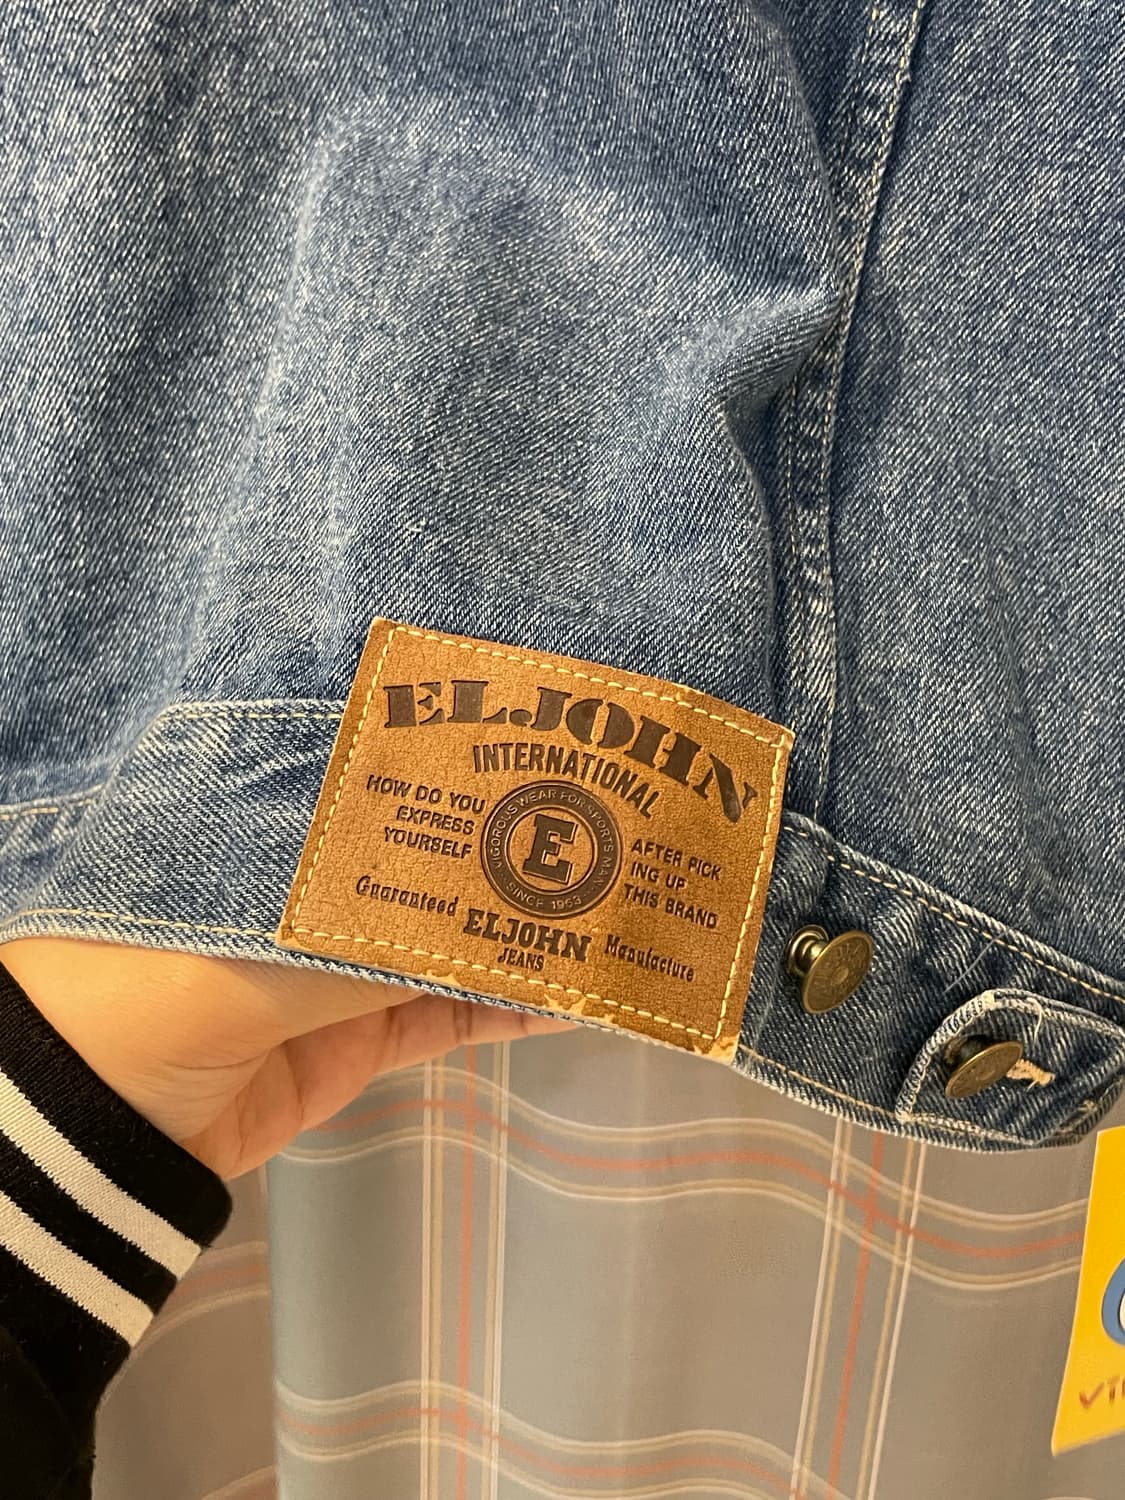 ELJOHN
INTERNATIONAL
HOW DO YOU
EXPRESS
YOURSELF
VIGOROUS WEAR FOR SPORTS MAN
E
SINCE 1963
AFTER PICK
ING UP
THIS BRAND
Guaranteed
ELJOHN
JEANS
Manufacture